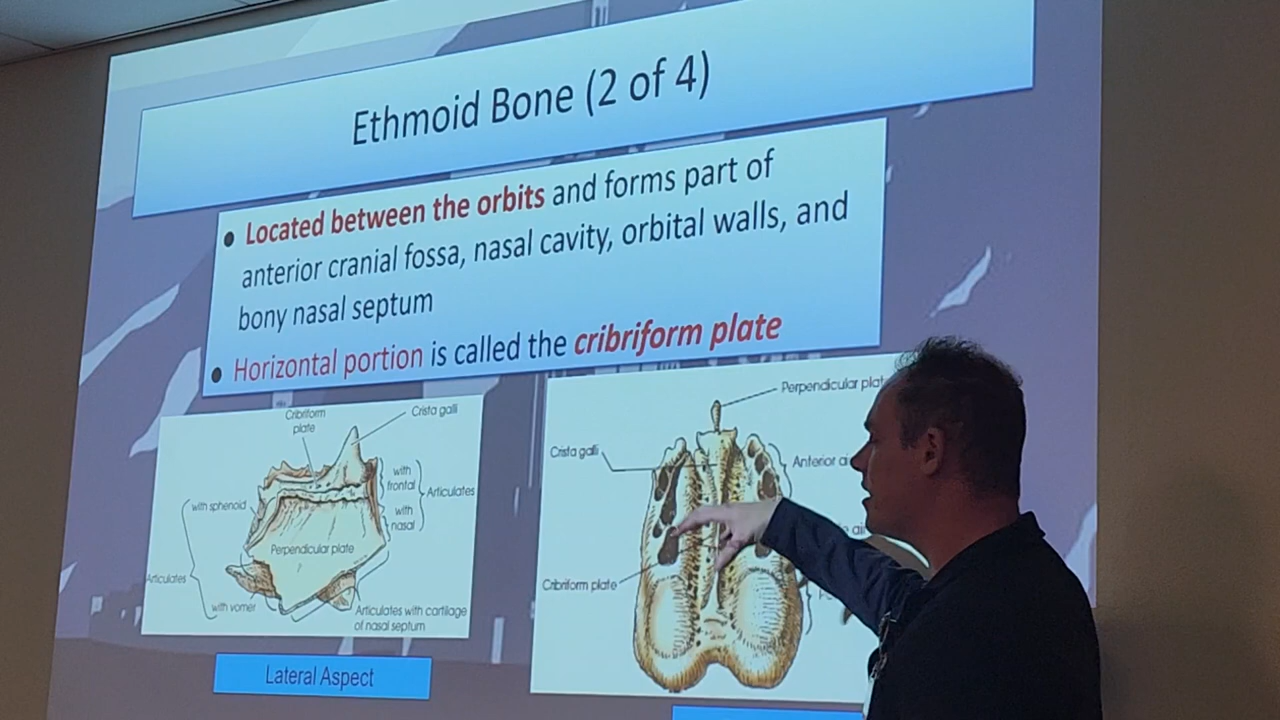 Ethmoid Bone (2 of 4)
• Located between the orbits and forms part of
anterior cranial fossa, nasal cavity, orbital walls, and
bony nasal septum
• Horizontal portion is called the cribriform plate
Cribriform
plate
Crista galli
with sphenoid
with
frontal
Articulates
with
nasal
Perpendicular plate
Articulates
with vomer
Articulates with cartilage
of nasal septum
Lateral Aspect
Perpendicular plat
Crista galli
Anterior ai
air
Cribriform plate